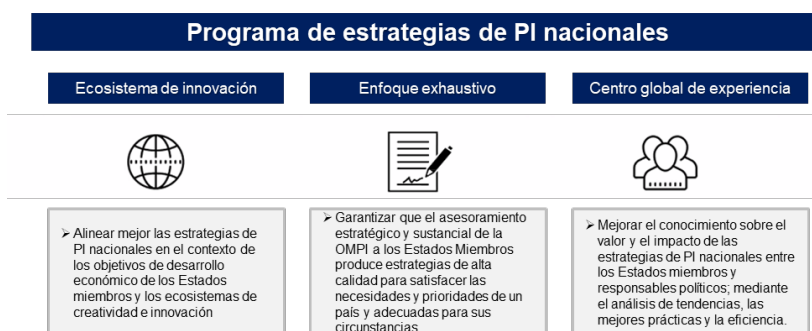 Programa de estrategias de PI nacionales
Ecosistema de innovación
Enfoque exhaustivo
Centro global de experiencia
➢ Alinear mejor las estrategias de
PI nacionales en el contexto de
los objetivos de desarrollo
económico de los Estados
miembros y los ecosistemas de
creatividad e innovación
➢ Garantizar que el asesoramiento
estratégico y sustancial de la
OMPI a los Estados Miembros
produce estrategias de alta
calidad para satisfacer las
necesidades y prioridades de un
país y adecuadas para sus
circunstancias
➢ Mejorar el conocimiento sobre el
valor y el impacto de las
estrategias de PI nacionales entre
los Estados miembros y
responsables políticos; mediante
el análisis de tendencias, las
mejores prácticas y la eficiencia.